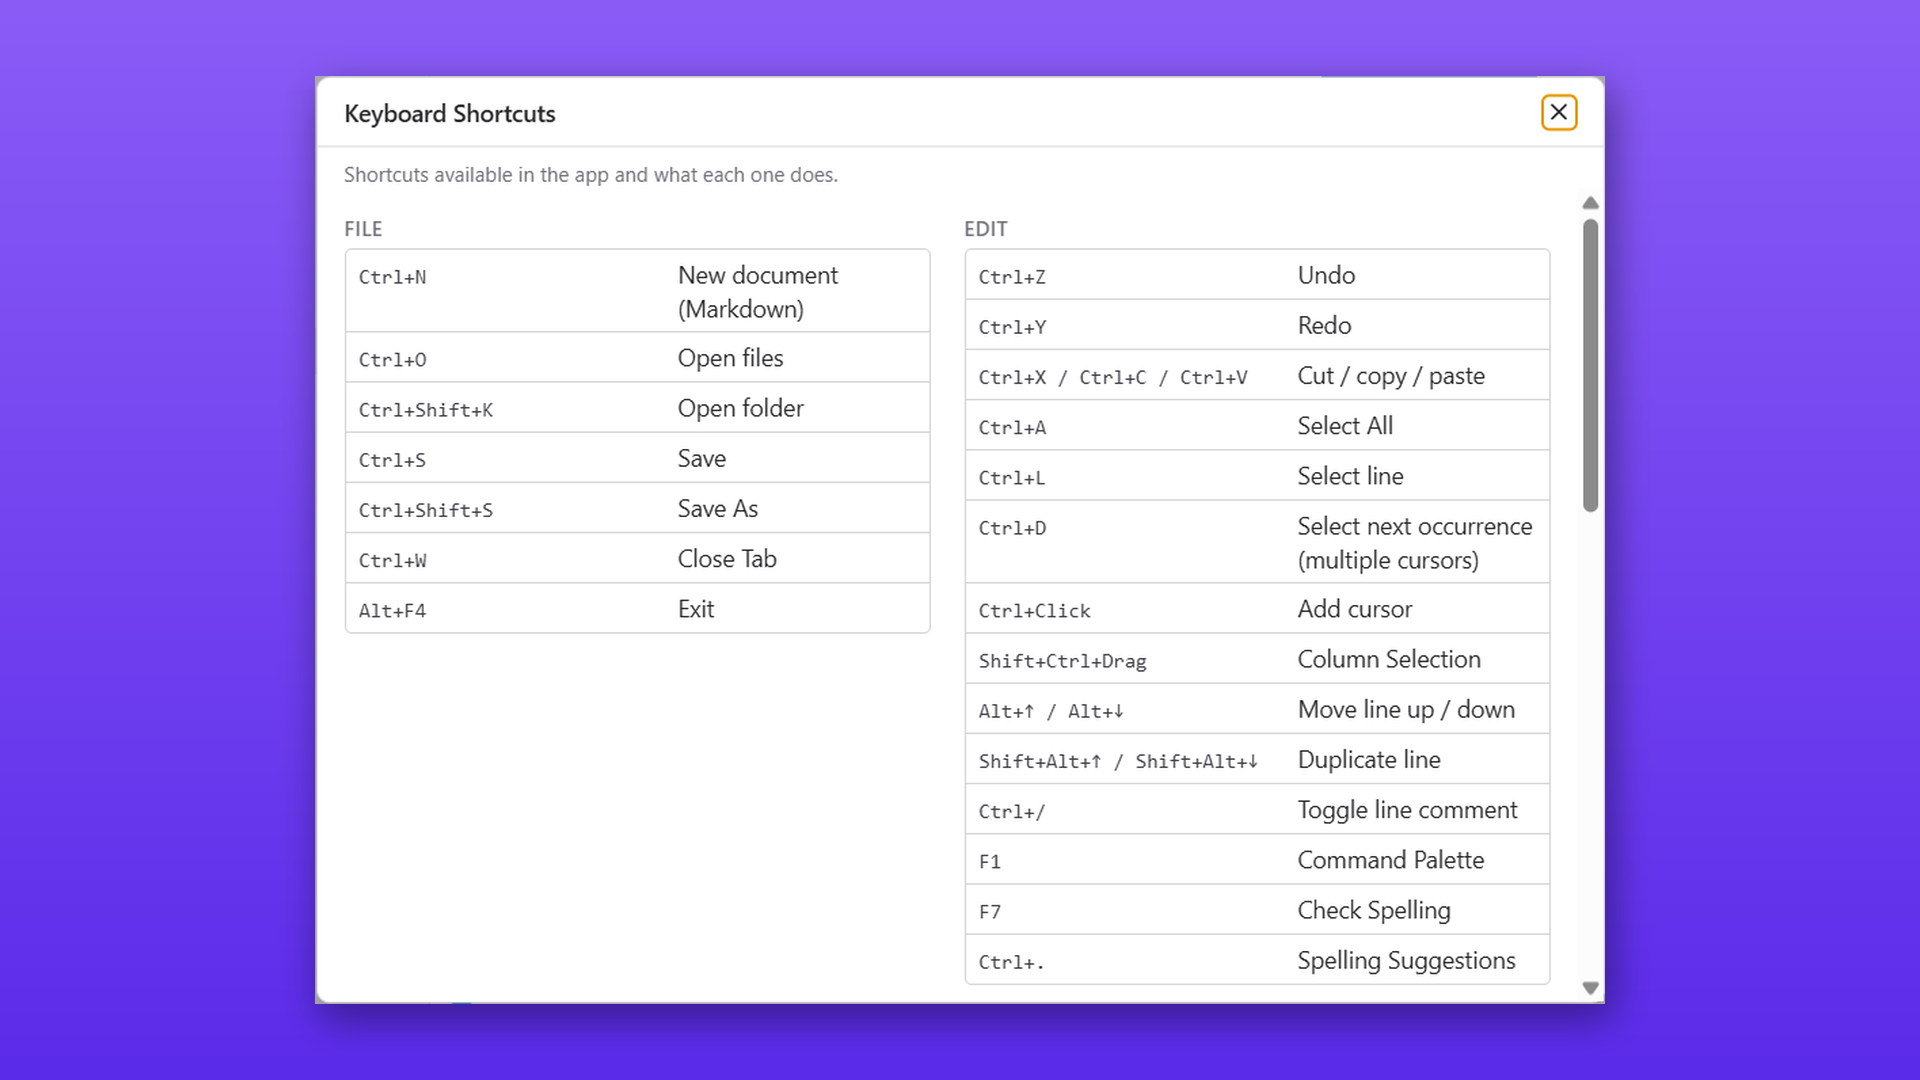 Keyboard Shortcuts
Shortcuts available in the app and what each one does.
FILE
Ctrl+N New document
(Markdown)
Ctrl+O Open files
Ctrl+Shift+K Open folder
Ctrl+S Save
Ctrl+Shift+S Save As
Ctrl+W Close Tab
Alt+F4 Exit
EDIT
Ctrl+Z Undo
Ctrl+Y Redo
Ctrl+X / Ctrl+C / Ctrl+V Cut / copy / paste
Ctrl+A Select All
Ctrl+L Select line
Ctrl+D Select next occurrence
(multiple cursors)
Ctrl+Click Add cursor
Shift+Ctrl+Drag Column Selection
Alt+↑ / Alt+↓ Move line up / down
Shift+Alt+↑ / Shift+Alt+↓ Duplicate line
Ctrl+/ Toggle line comment
F1 Command Palette
F7 Check Spelling
Ctrl+. Spelling Suggestions